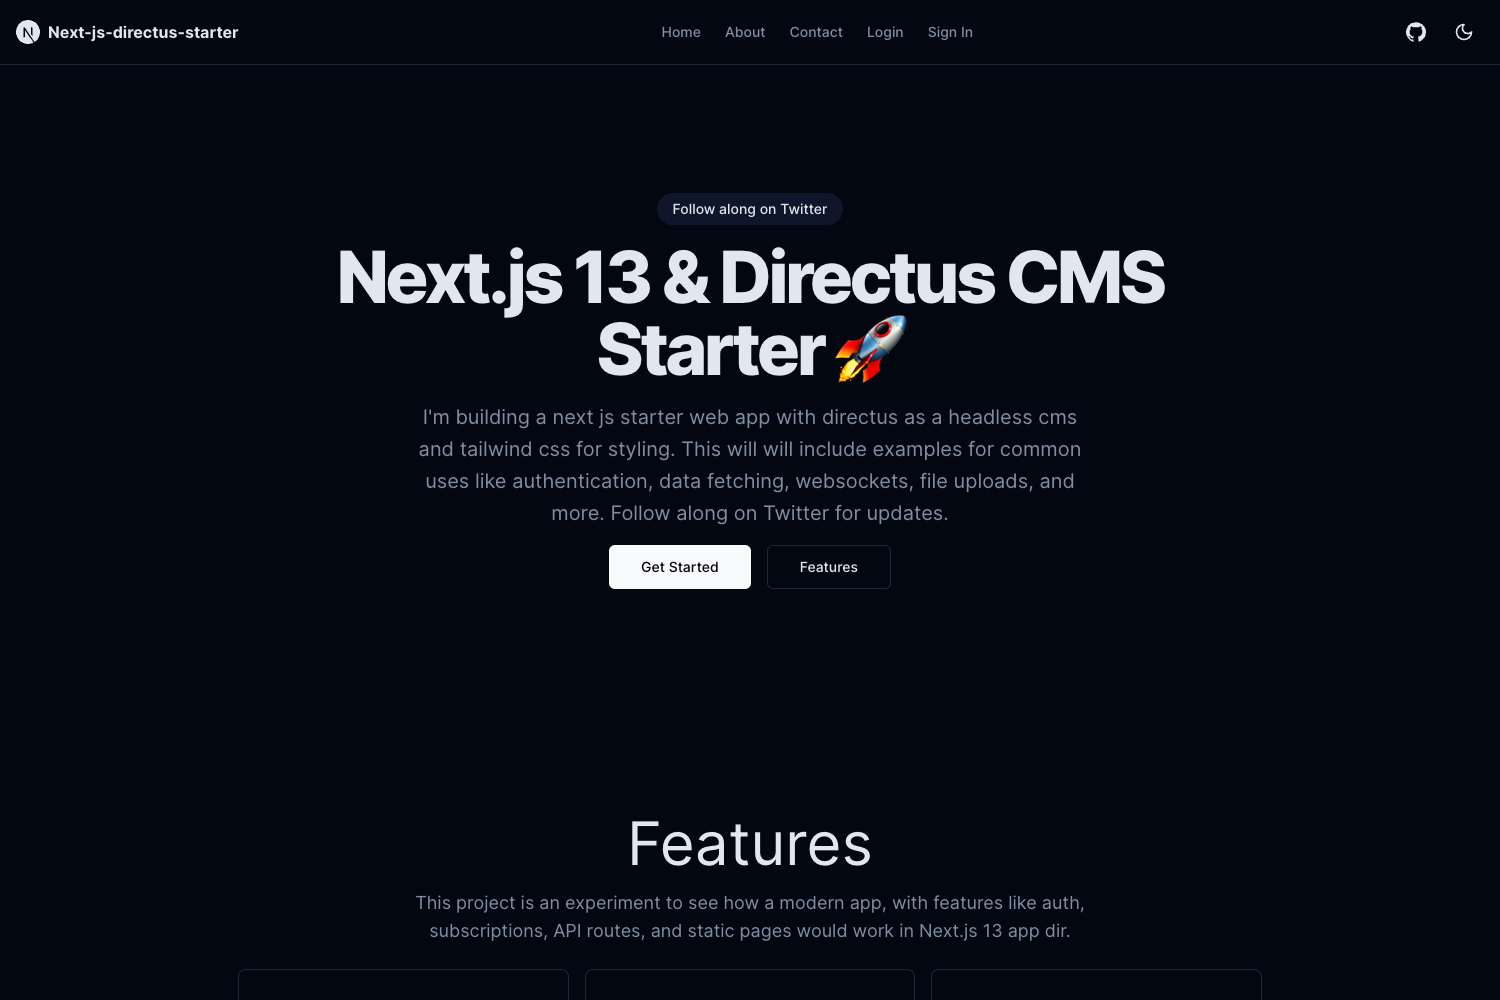 Next-js-directus-starter
Home About Contact Login Sign In
Follow along on Twitter
Next.js 13 & Directus CMS
Starter 🚀
I'm building a next js starter web app with directus as a headless cms
and tailwind css for styling. This will will include examples for common
uses like authentication, data fetching, websockets, file uploads, and
more. Follow along on Twitter for updates.
Get Started Features
Features
This project is an experiment to see how a modern app, with features like auth,
subscriptions, API routes, and static pages would work in Next.js 13 app dir.